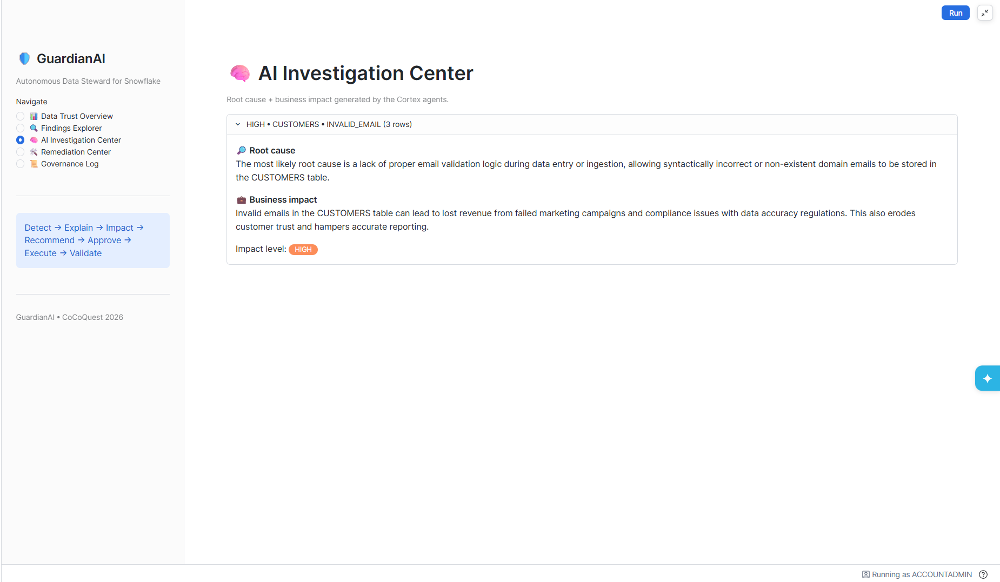 Run
GuardianAI
Autonomous Data Steward for Snowflake
Navigate
Data Trust Overview
Findings Explorer
AI Investigation Center
Remediation Center
Governance Log
Detect → Explain → Impact →
Recommend → Approve →
Execute → Validate
GuardianAI • CoCoQuest 2026
AI Investigation Center
Root cause + business impact generated by the Cortex agents.
HIGH • CUSTOMERS • INVALID_EMAIL (3 rows)
Root cause
The most likely root cause is a lack of proper email validation logic during data entry or ingestion, allowing syntactically incorrect or non-existent domain emails to be stored in
the CUSTOMERS table.
Business impact
Invalid emails in the CUSTOMERS table can lead to lost revenue from failed marketing campaigns and compliance issues with data accuracy regulations. This also erodes
customer trust and hampers accurate reporting.
Impact level: HIGH
Running as ACCOUNTADMIN